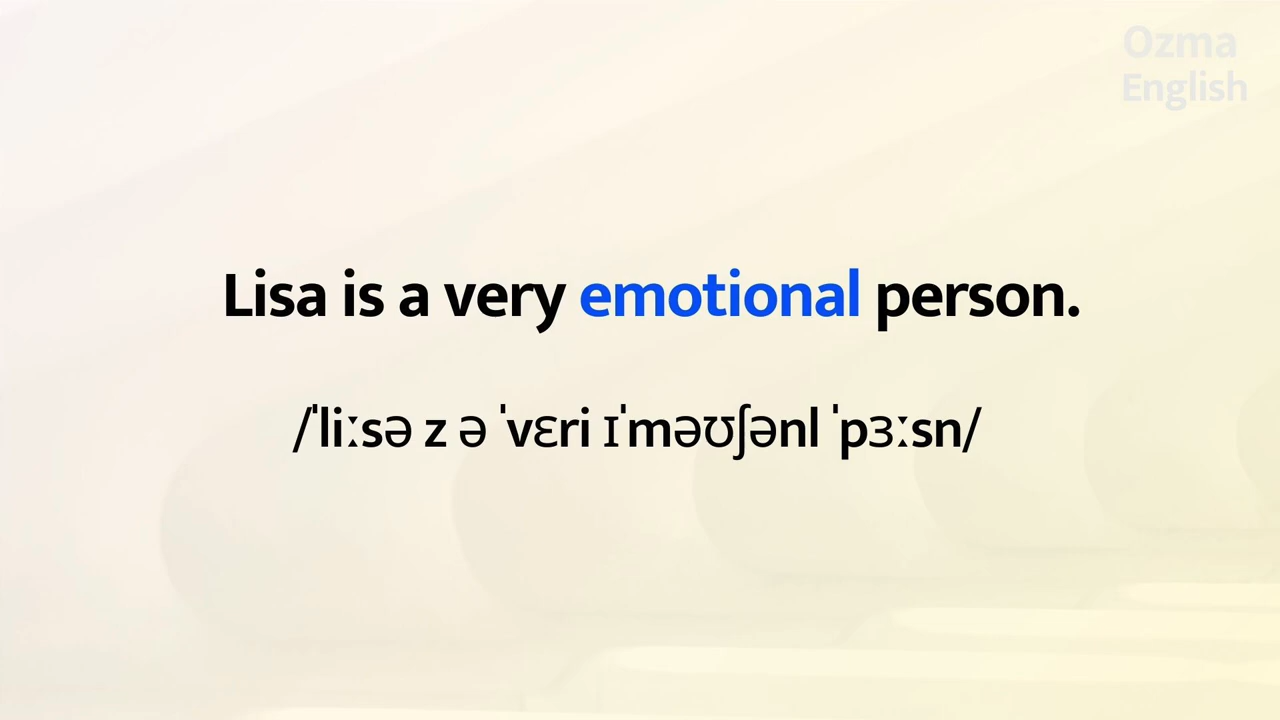 Ozma
English
Lisa is a very emotional person.
/ˈliːsə z ə ˈvɛri ɪˈməʊʃənl ˈpɜːsn/